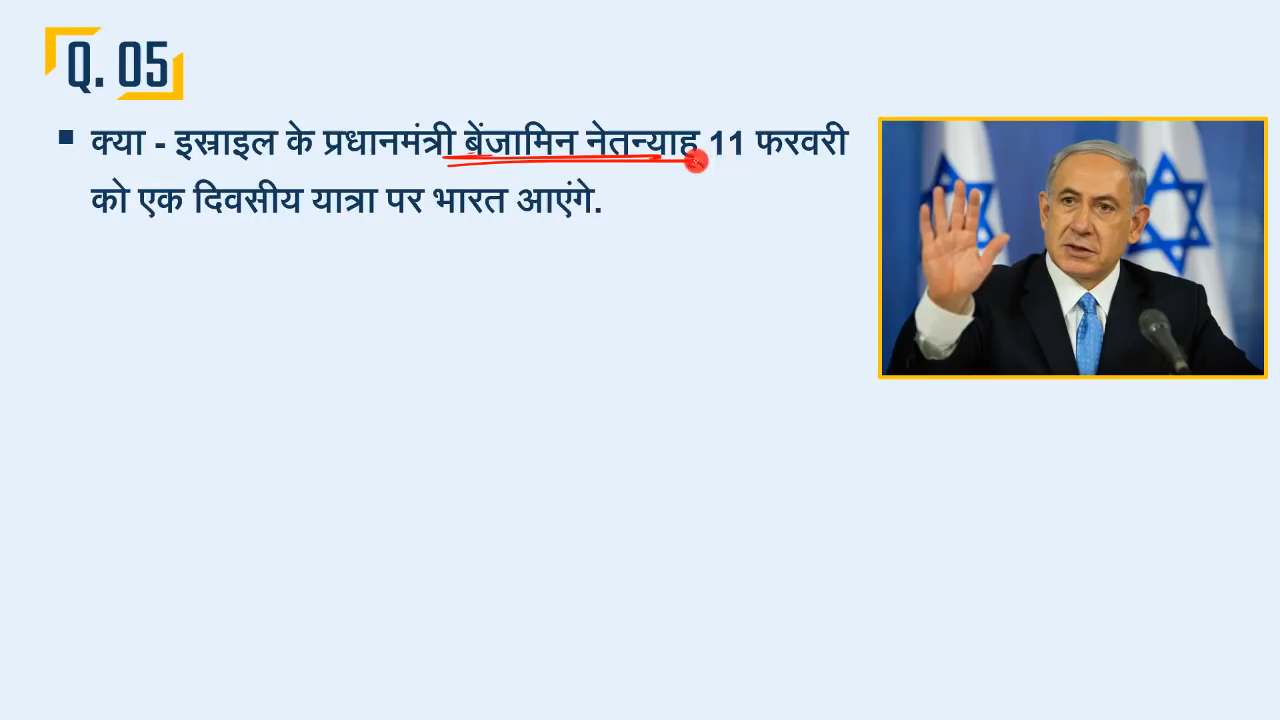 Q. 05
क्या - इस्राइल के प्रधानमंत्री बेंजामिन नेतन्याहू 11 फरवरी
को एक दिवसीय यात्रा पर भारत आएंगे.